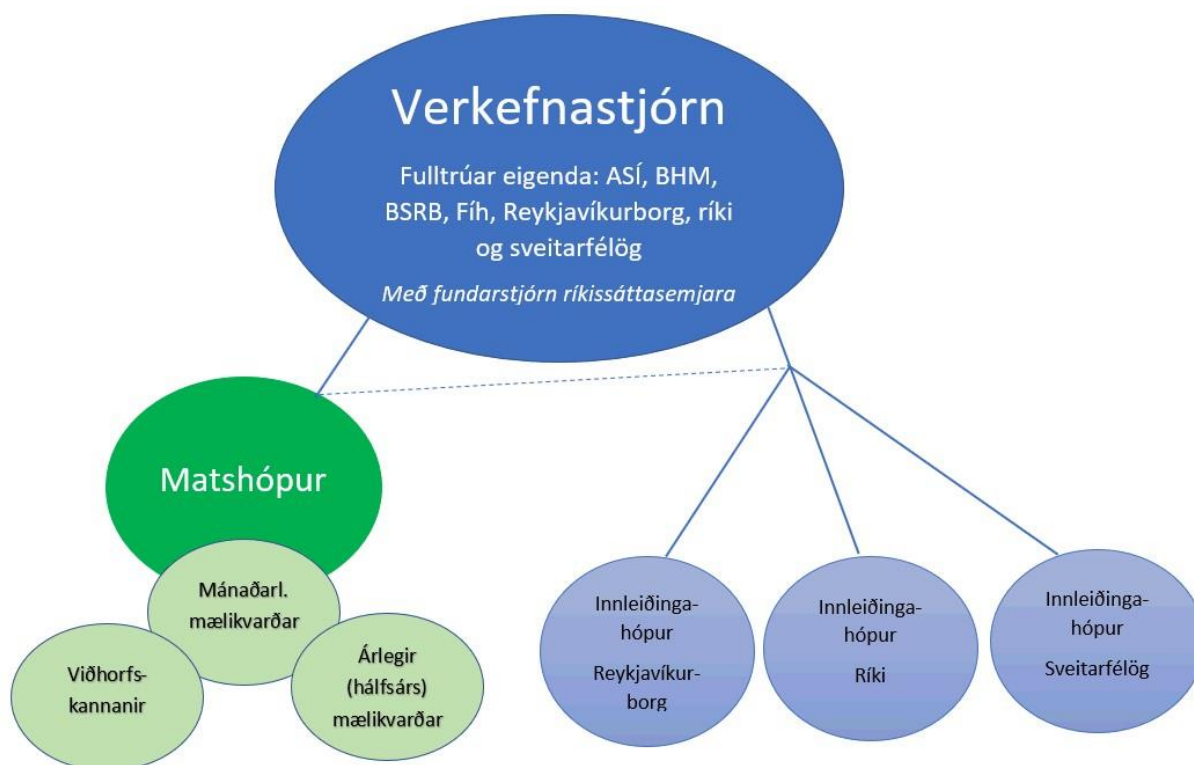 Verkefnastjórn
Fulltrúar eigenda: ASÍ, BHM,
BSRB, Fíh, Reykjavíkurborg, ríki
og sveitarfélög
Með fundarstjórn ríkissáttasemjara
Matshópur
Mánaðarl.
mælikvarðar
Viðhorfs-
kannanir
Árlegir
(hálfsárs)
mælikvarðar
Innleiðinga-
hópur
Reykjavíkur-
borg
Innleiðinga-
hópur
Ríki
Innleiðinga-
hópur
Sveitarfélög